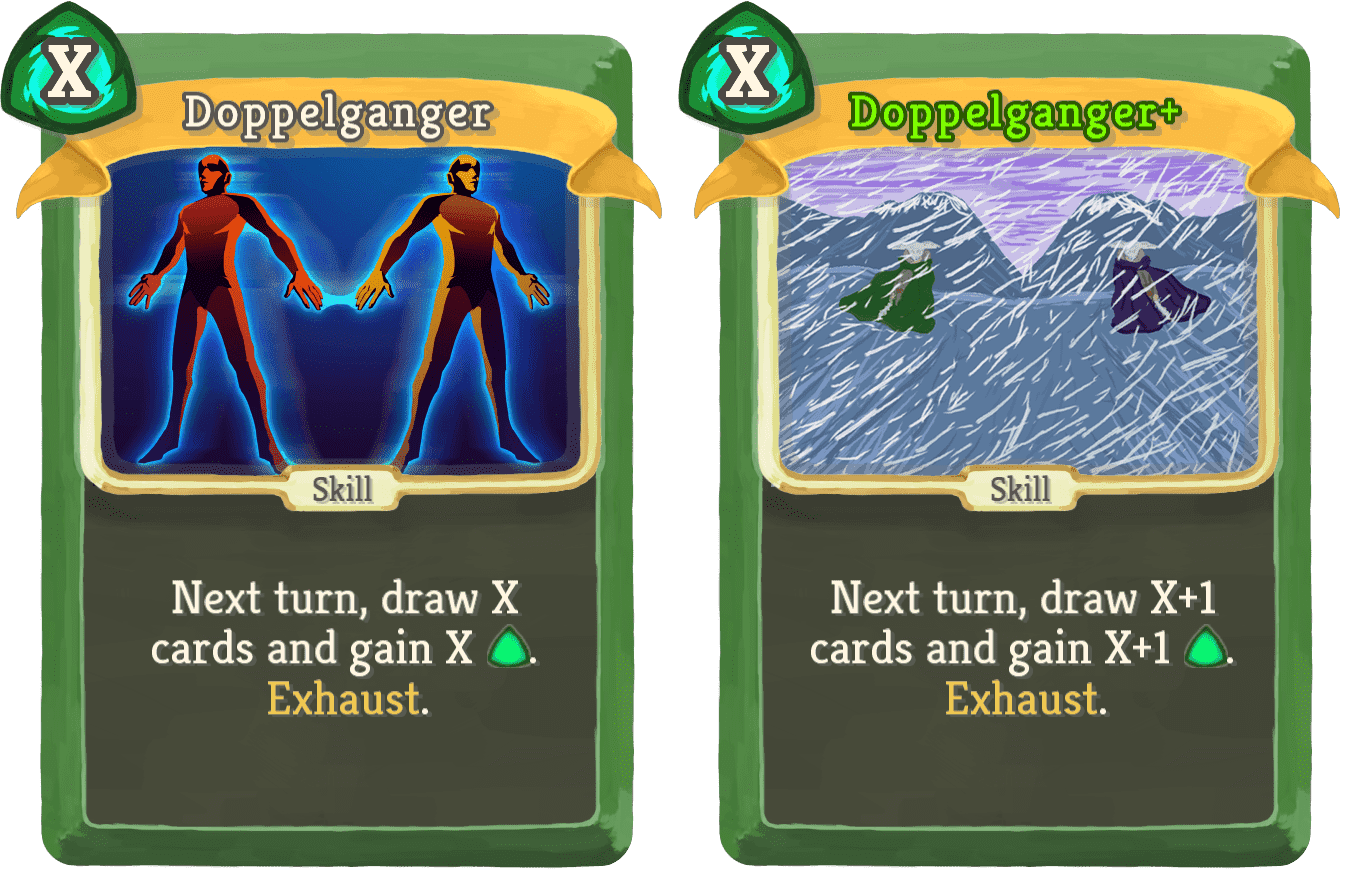 X
Doppelganger
Skill
Next turn, draw X
cards and gain X .
Exhaust.
X
Doppelganger+
Skill
Next turn, draw X+1
cards and gain X+1 .
Exhaust.